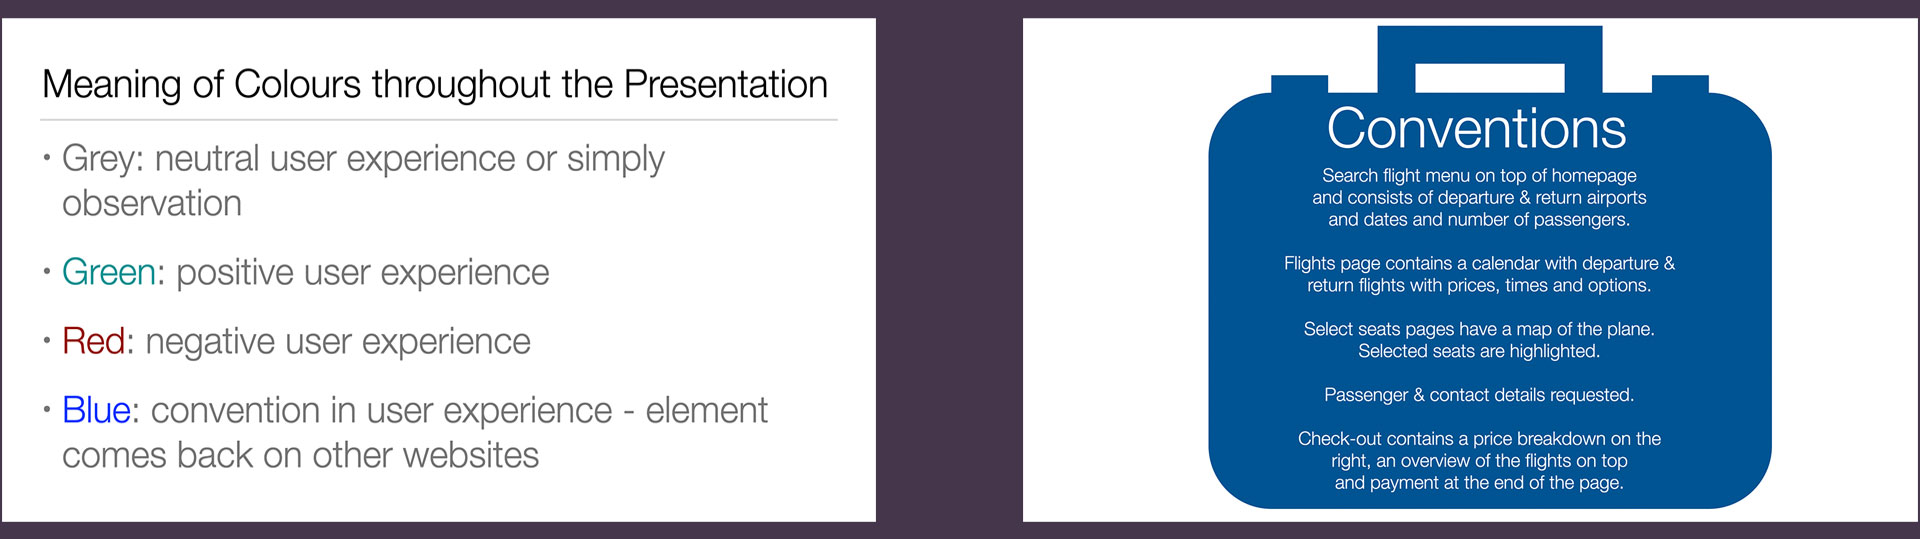 Meaning of Colours throughout the Presentation
• Grey: neutral user experience or simply
observation
• Green: positive user experience
• Red: negative user experience
• Blue: convention in user experience - element
comes back on other websites
Conventions
Search flight menu on top of homepage
and consists of departure & return airports
and dates and number of passengers.
Flights page contains a calendar with departure &
return flights with prices, times and options.
Select seats pages have a map of the plane.
Selected seats are highlighted.
Passenger & contact details requested.
Check-out contains a price breakdown on the
right, an overview of the flights on top
and payment at the end of the page.